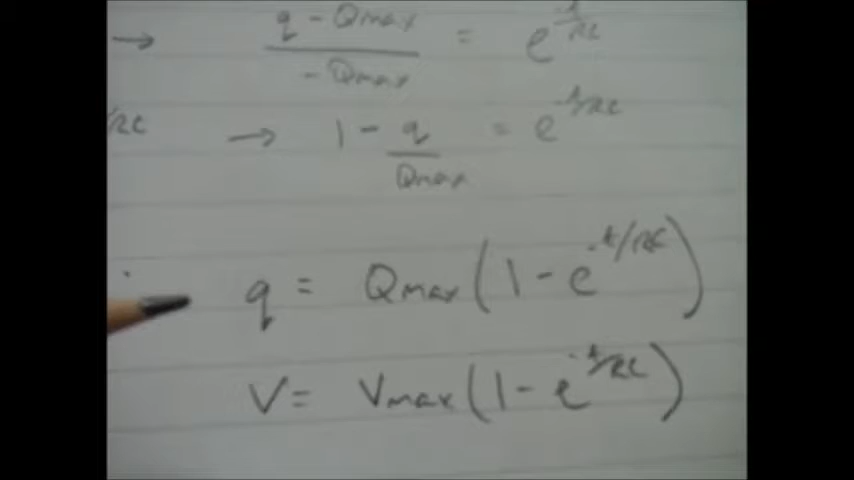 → (q - Qmax)/(-Qmax) = e^(-t/RC)
/RC → 1 - q/Qmax = e^(-t/RC)
q = Qmax(1 - e^(-t/RC))
V = Vmax(1 - e^(-t/RC))